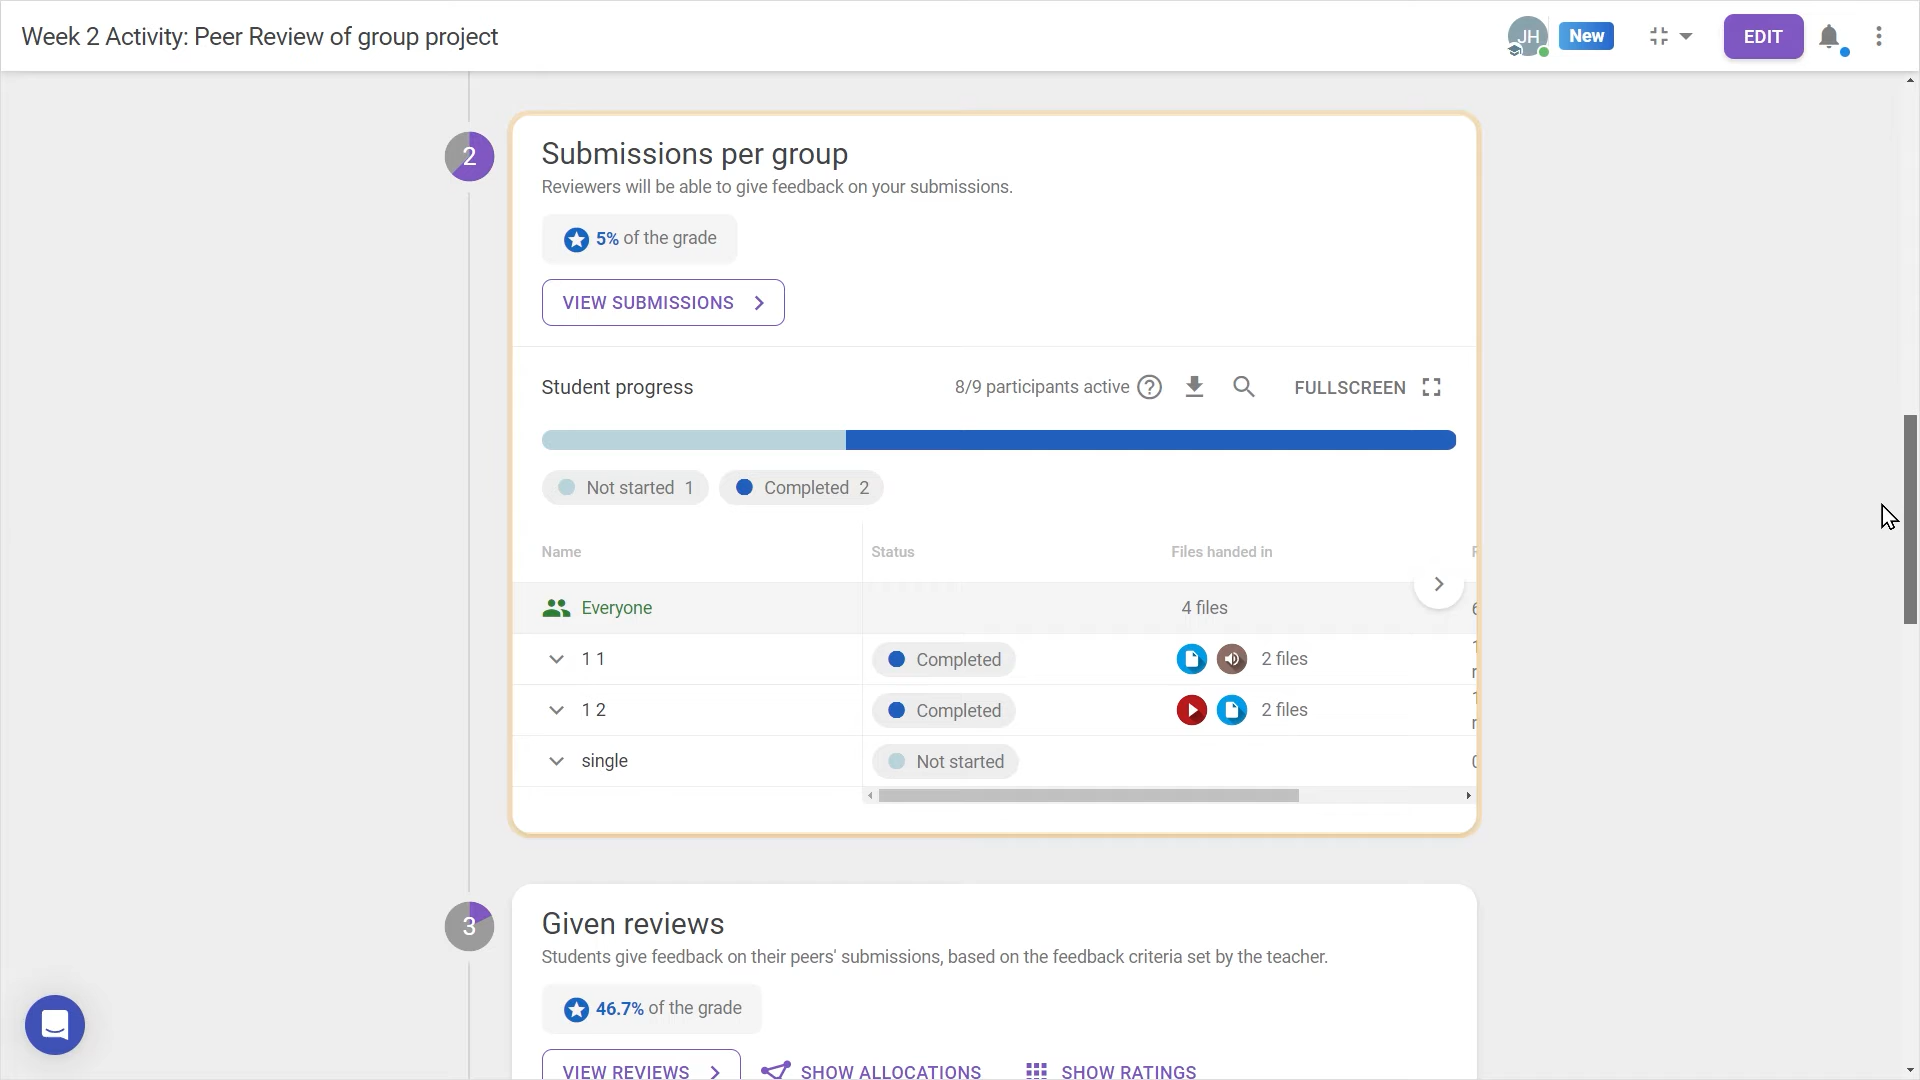 Week 2 Activity: Peer Review of group project
JH
New
EDIT
2
Submissions per group
Reviewers will be able to give feedback on your submissions.
5% of the grade
VIEW SUBMISSIONS
Student progress
8/9 participants active
FULLSCREEN
Not started 1
Completed 2
Name
Status
Files handed in
Everyone
4 files
1 1
Completed
2 files
1 2
Completed
2 files
single
Not started
3
Given reviews
Students give feedback on their peers' submissions, based on the feedback criteria set by the teacher.
46.7% of the grade
VIEW REVIEWS
SHOW ALLOCATIONS
SHOW RATINGS